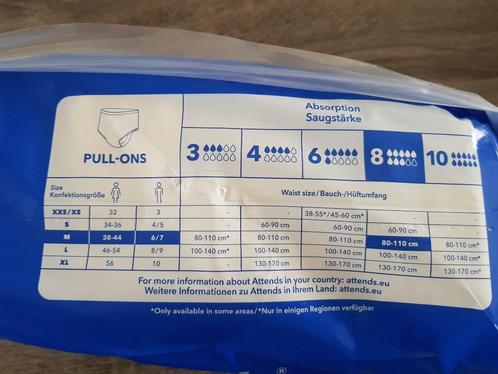 Absorption
Saugstärke
PULL-ONS
3 4 6 8 10
Size
Konfektionsgröße
Waist size/Bauch-/Hüftumfang
XXS/XS 32 3 - - 38-55*/45-60 cm* - -
S 34-36 4/5 - 60-90 cm 60-90 cm 60-90 cm -
M 38-44 6/7 80-110 cm* 80-110 cm 80-110 cm 80-110 cm 80-110 cm*
L 46-54 8/9 100-140 cm* 100-140 cm 100-140 cm 100-140 cm 100-140 cm*
XL 56 10 - 130-170 cm 130-170 cm 130-170 cm 130-170 cm*
For more information about Attends in your country: attends.eu
Weitere Informationen zu Attends in Ihrem Land: attends.eu
*Only available in some areas/*Nur in einigen Regionen verfügbar